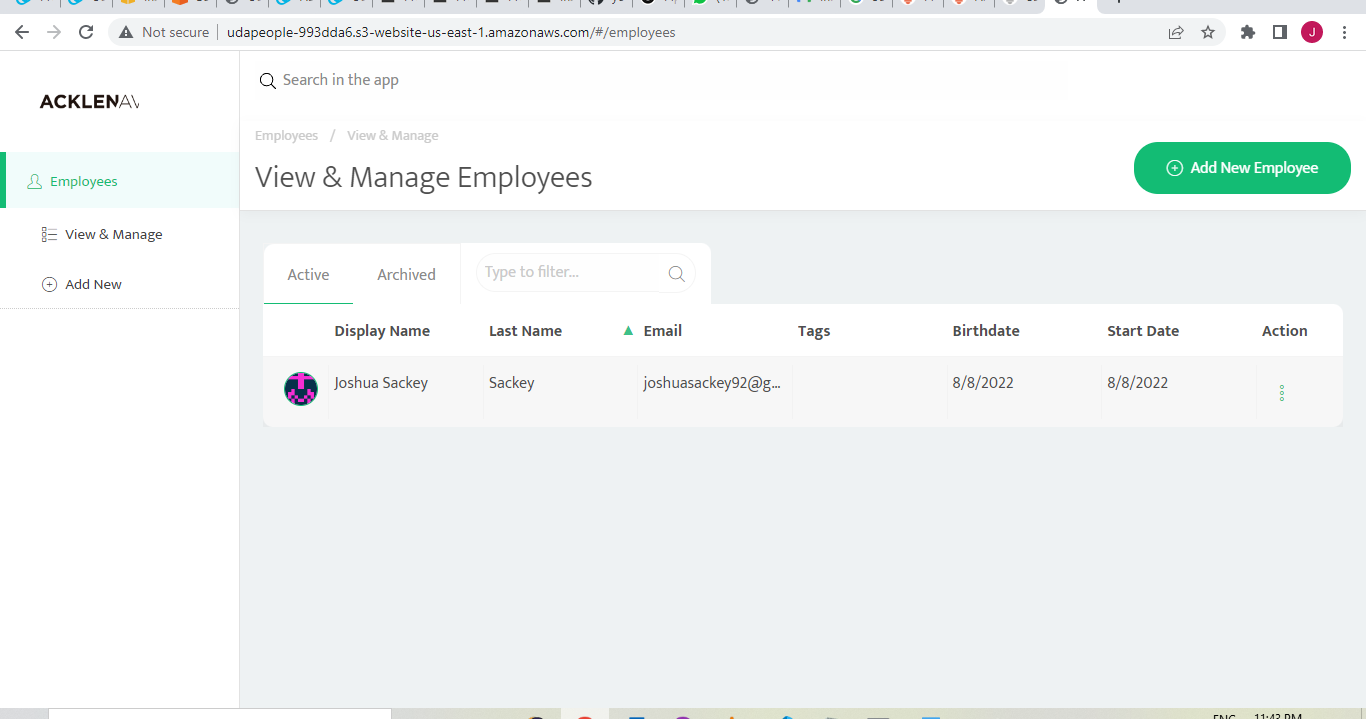 Not secure udapeople-993dda6.s3-website-us-east-1.amazonaws.com/#/employees J
ACKLENAV
Search in the app
Employees / View & Manage
View & Manage Employees
Add New Employee
Employees
View & Manage
Add New
Active Archived Type to filter...
Display Name Last Name Email Tags Birthdate Start Date Action
Joshua Sackey Sackey joshuasackey92@g... 8/8/2022 8/8/2022
ENG 11:43 PM